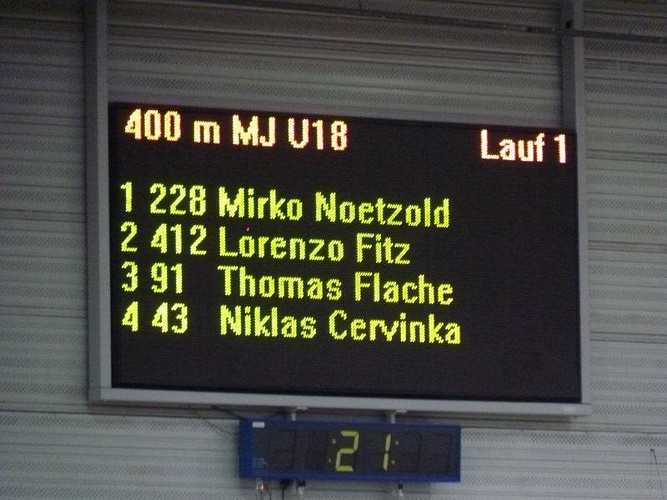 400 m MJ U18 Lauf 1
1 228 Mirko Noetzold
2 412 Lorenzo Fitz
3 91 Thomas Flache
4 43 Niklas Cervinka
:21: